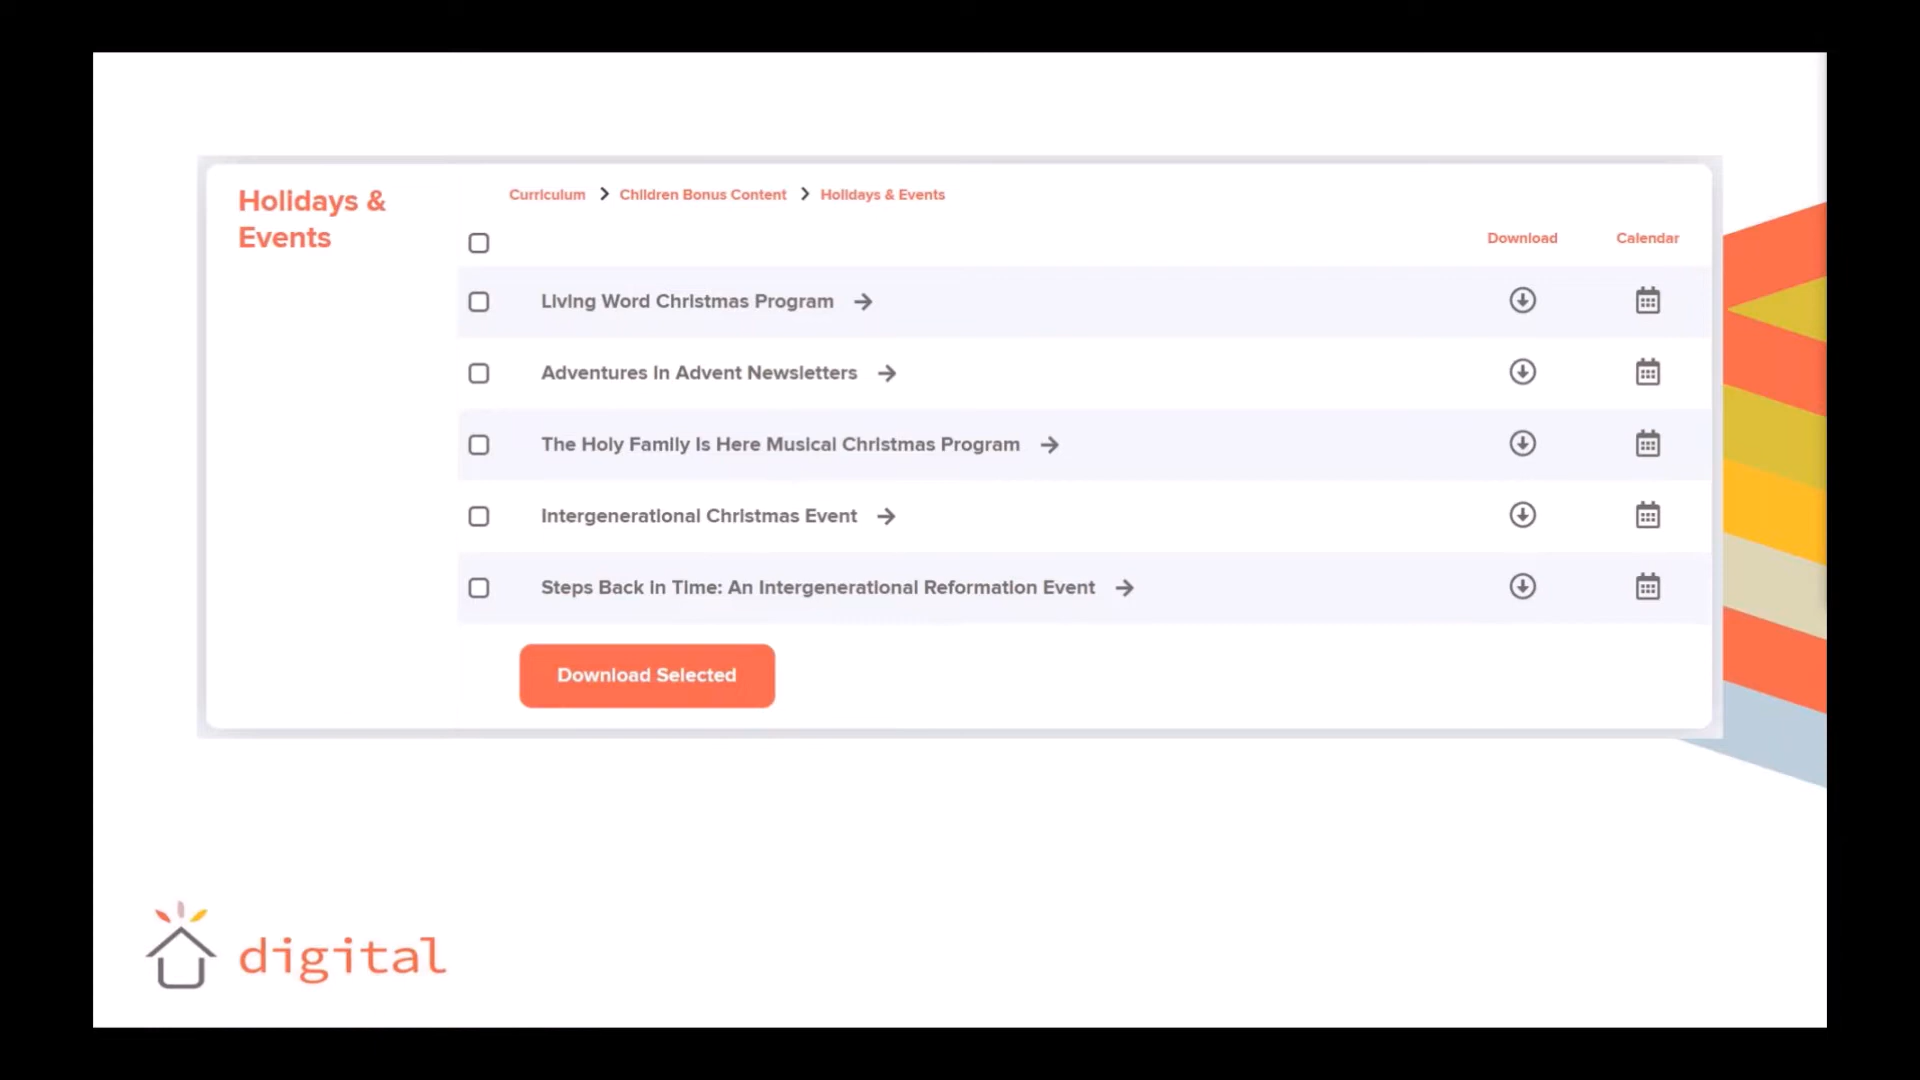 Holidays &
Events
Curriculum > Children Bonus Content > Holidays & Events
Download Calendar
Living Word Christmas Program →
Adventures in Advent Newsletters →
The Holy Family Is Here Musical Christmas Program →
Intergenerational Christmas Event →
Steps Back in Time: An Intergenerational Reformation Event →
Download Selected
digital